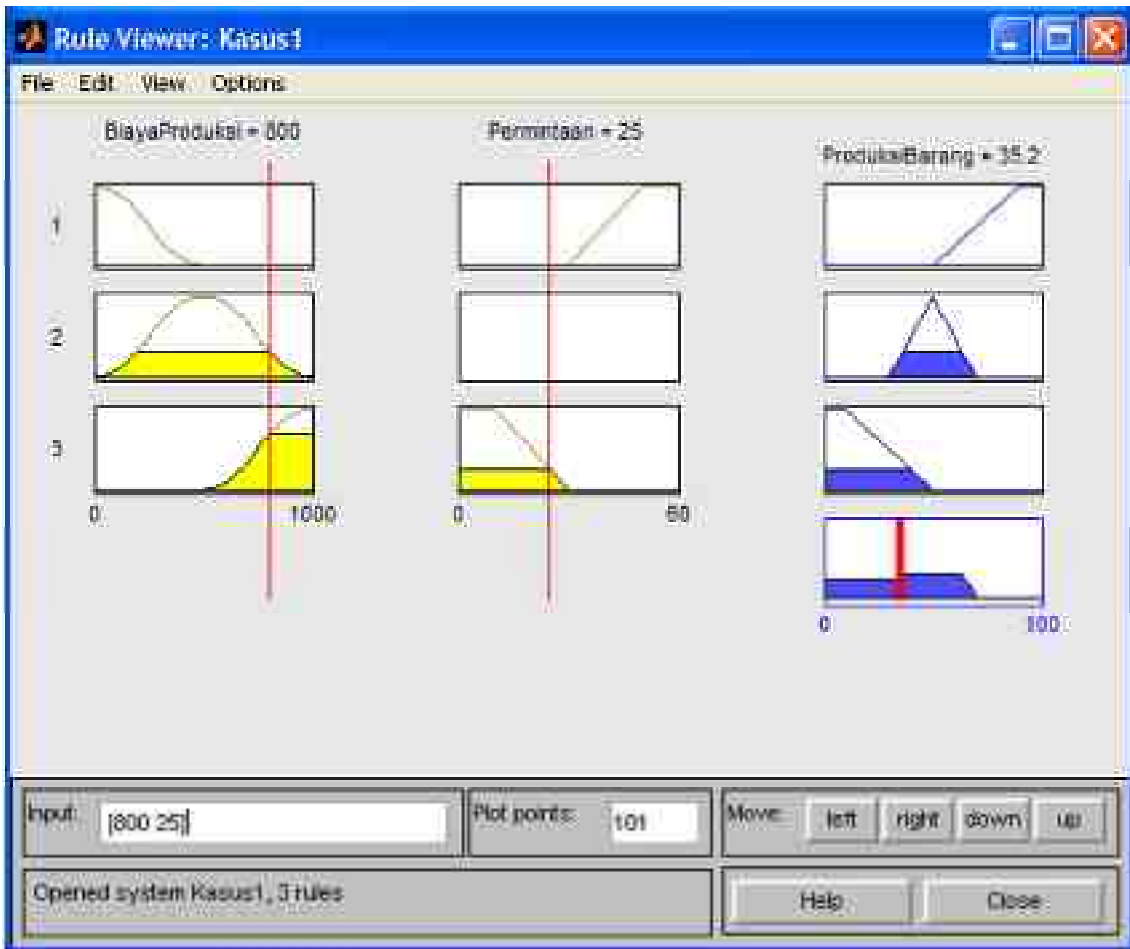 Rule Viewer: Kasus1
File Edit View Options
BiayaProduksi = 800
Permintaan = 25
ProduksiBarang = 35.2
1
2
3
0 1000
0 60
0 100
Input: [800 25]
Plot points: 101
Move: left right down up
Opened system Kasus1, 3 rules
Help Close